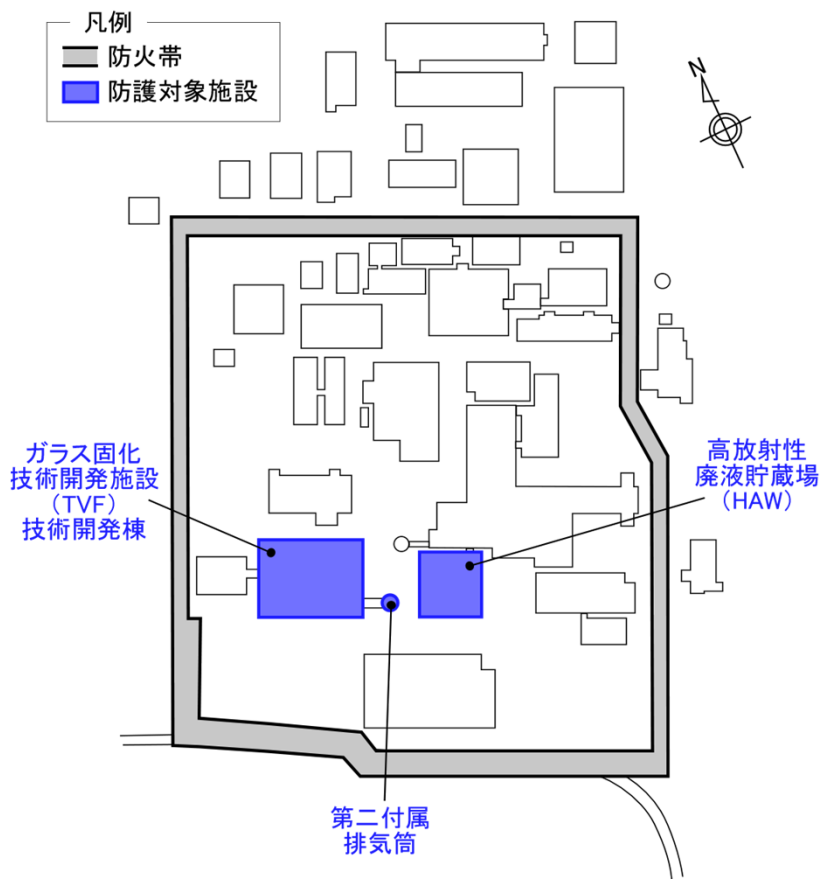 凡例
防火帯
防護対象施設
N
ガラス固化
技術開発施設
（TVF）
技術開発棟
高放射性
廃液貯蔵場
（HAW）
第二付属
排気筒